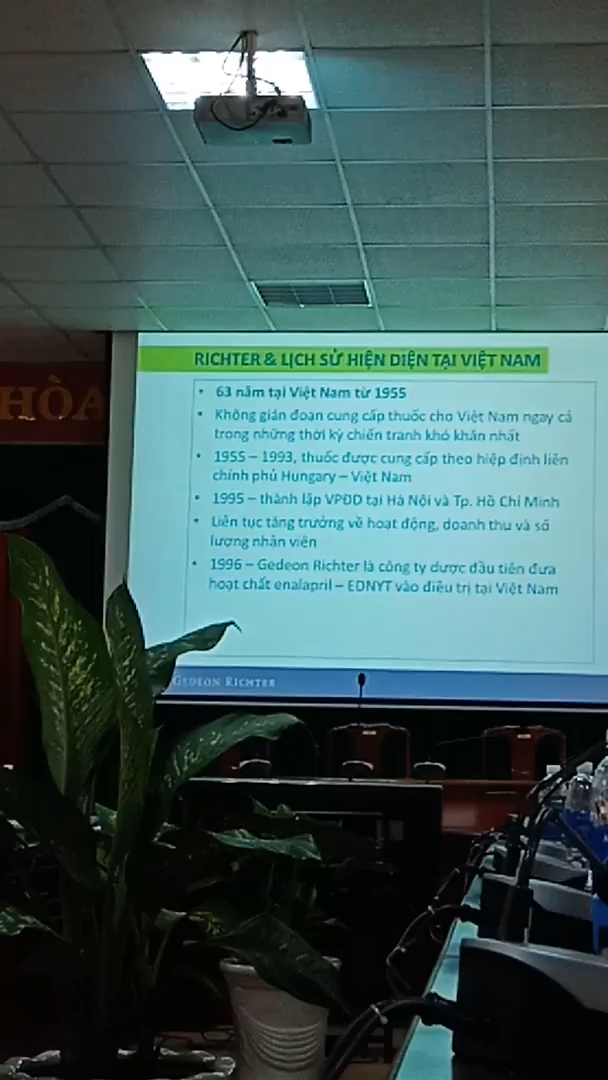 HÒA
RICHTER & LỊCH SỬ HIỆN DIỆN TẠI VIỆT NAM
• 63 năm tại Việt Nam từ 1955
• Không gián đoạn cung cấp thuốc cho Việt Nam ngay cả
trong những thời kỳ chiến tranh khó khăn nhất
• 1955 – 1993, thuốc được cung cấp theo hiệp định liên
chính phủ Hungary – Việt Nam
• 1995 – thành lập VPĐD tại Hà Nội và Tp. Hồ Chí Minh
• Liên tục tăng trưởng về hoạt động, doanh thu và số
lượng nhân viên
• 1996 – Gedeon Richter là công ty dược đầu tiên đưa
hoạt chất enalapril – EDNYT vào điều trị tại Việt Nam
GEDEON RICHTER